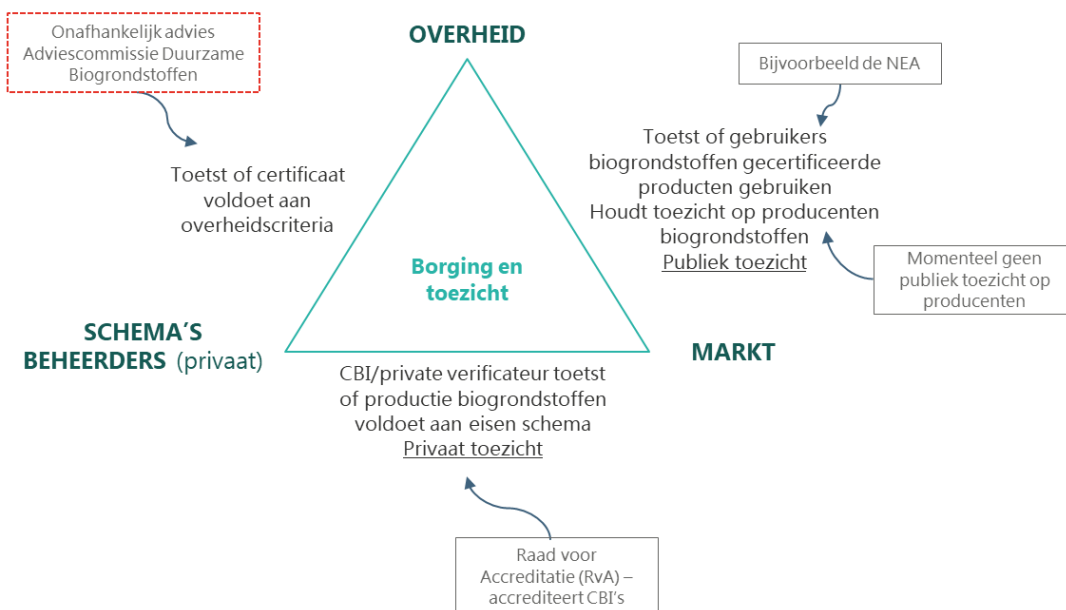 Onafhankelijk advies
Adviescommissie Duurzame
Biogrondstoffen
OVERHEID
Bijvoorbeeld de NEA
Toetst of certificaat
voldoet aan
overheidscriteria
Toetst of gebruikers
biogrondstoffen gecertificeerde
producten gebruiken
Houdt toezicht op producenten
biogrondstoffen
Publiek toezicht
Momenteel geen
publiek toezicht op
producenten
Borging en
toezicht
SCHEMA’S
BEHEERDERS (privaat)
MARKT
CBI/private verificateur toetst
of productie biogrondstoffen
voldoet aan eisen schema
Privaat toezicht
Raad voor
Accreditatie (RvA) –
accrediteert CBI’s